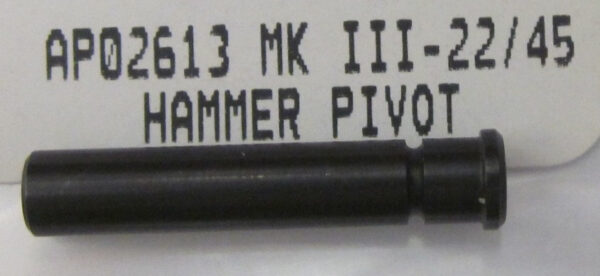 AP02613 MK III-22/45
HAMMER PIVOT